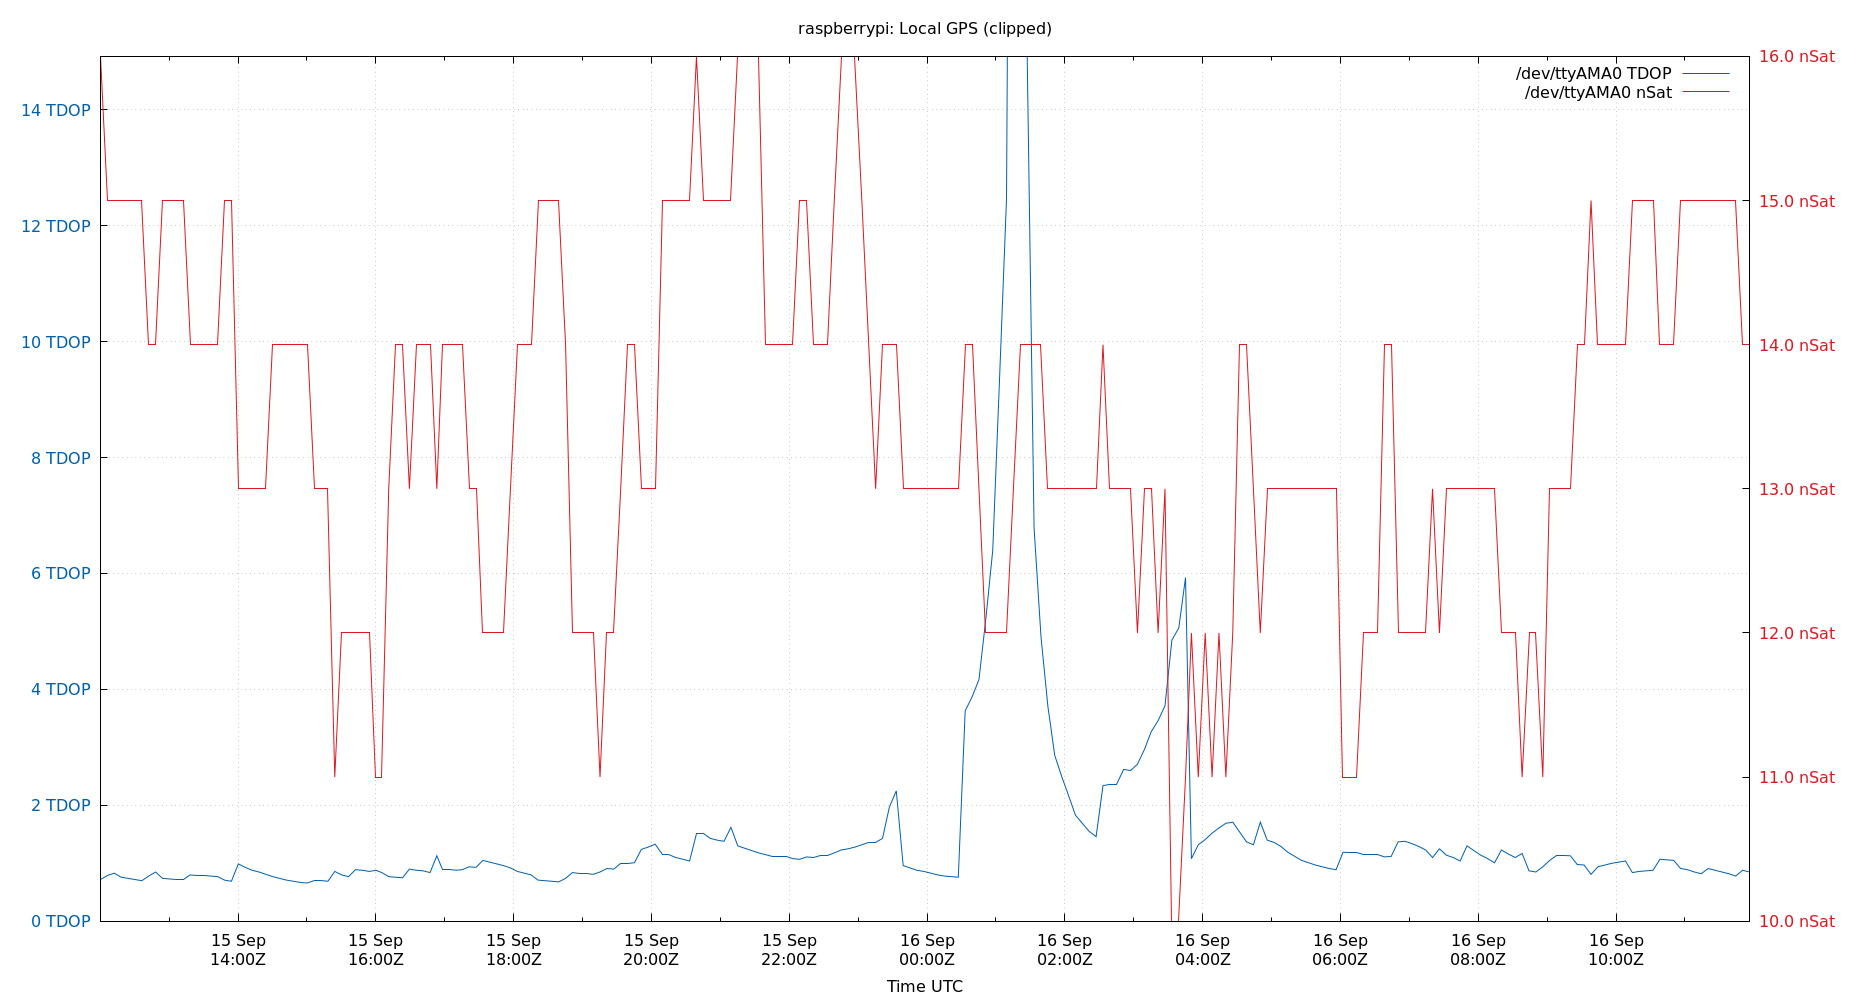 raspberrypi: Local GPS (clipped)
/dev/ttyAMA0 TDOP
/dev/ttyAMA0 nSat
14 TDOP
12 TDOP
10 TDOP
8 TDOP
6 TDOP
4 TDOP
2 TDOP
0 TDOP
16.0 nSat
15.0 nSat
14.0 nSat
13.0 nSat
12.0 nSat
11.0 nSat
10.0 nSat
15 Sep
14:00Z
15 Sep
16:00Z
15 Sep
18:00Z
15 Sep
20:00Z
15 Sep
22:00Z
16 Sep
00:00Z
16 Sep
02:00Z
16 Sep
04:00Z
16 Sep
06:00Z
16 Sep
08:00Z
16 Sep
10:00Z
Time UTC